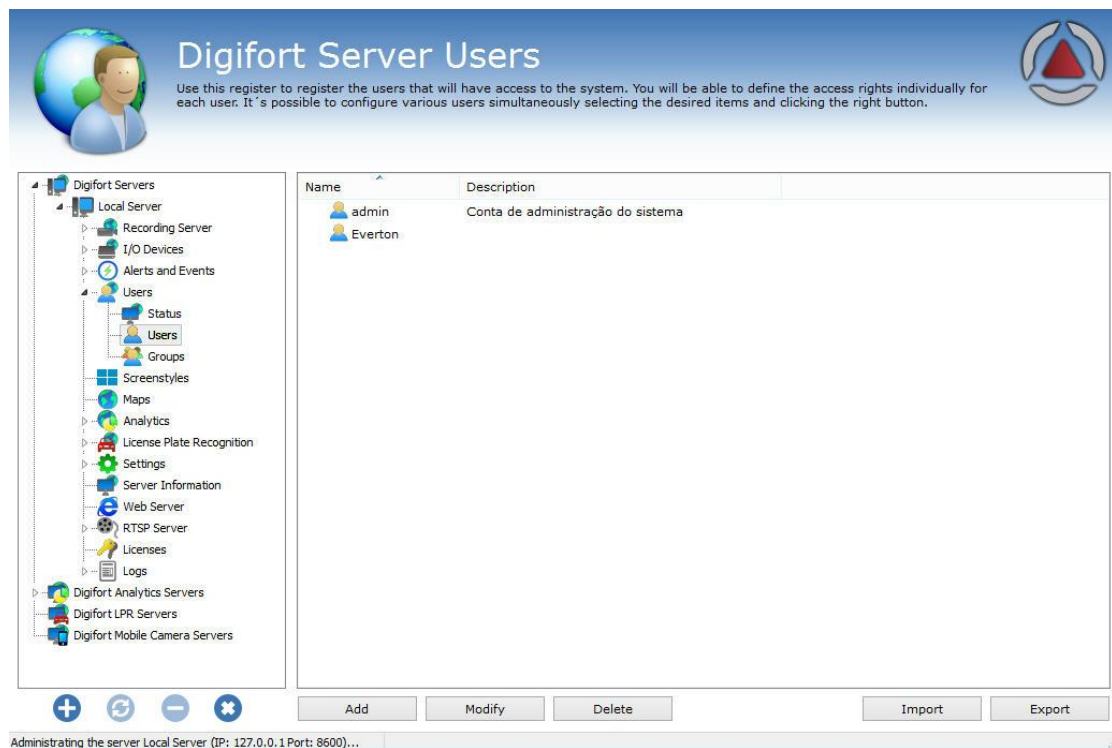 Digifort Server Users
Use this register to register the users that will have access to the system. You will be able to define the access rights individually for
each user. It´s possible to configure various users simultaneously selecting the desired items and clicking the right button.
Digifort Servers
Local Server
Recording Server
I/O Devices
Alerts and Events
Users
Status
Users
Groups
Screenstyles
Maps
Analytics
License Plate Recognition
Settings
Server Information
Web Server
RTSP Server
Licenses
Logs
Digifort Analytics Servers
Digifort LPR Servers
Digifort Mobile Camera Servers
Name Description
admin Conta de administração do sistema
Everton
Add Modify Delete Import Export
Administrating the server Local Server (IP: 127.0.0.1 Port: 8600)...